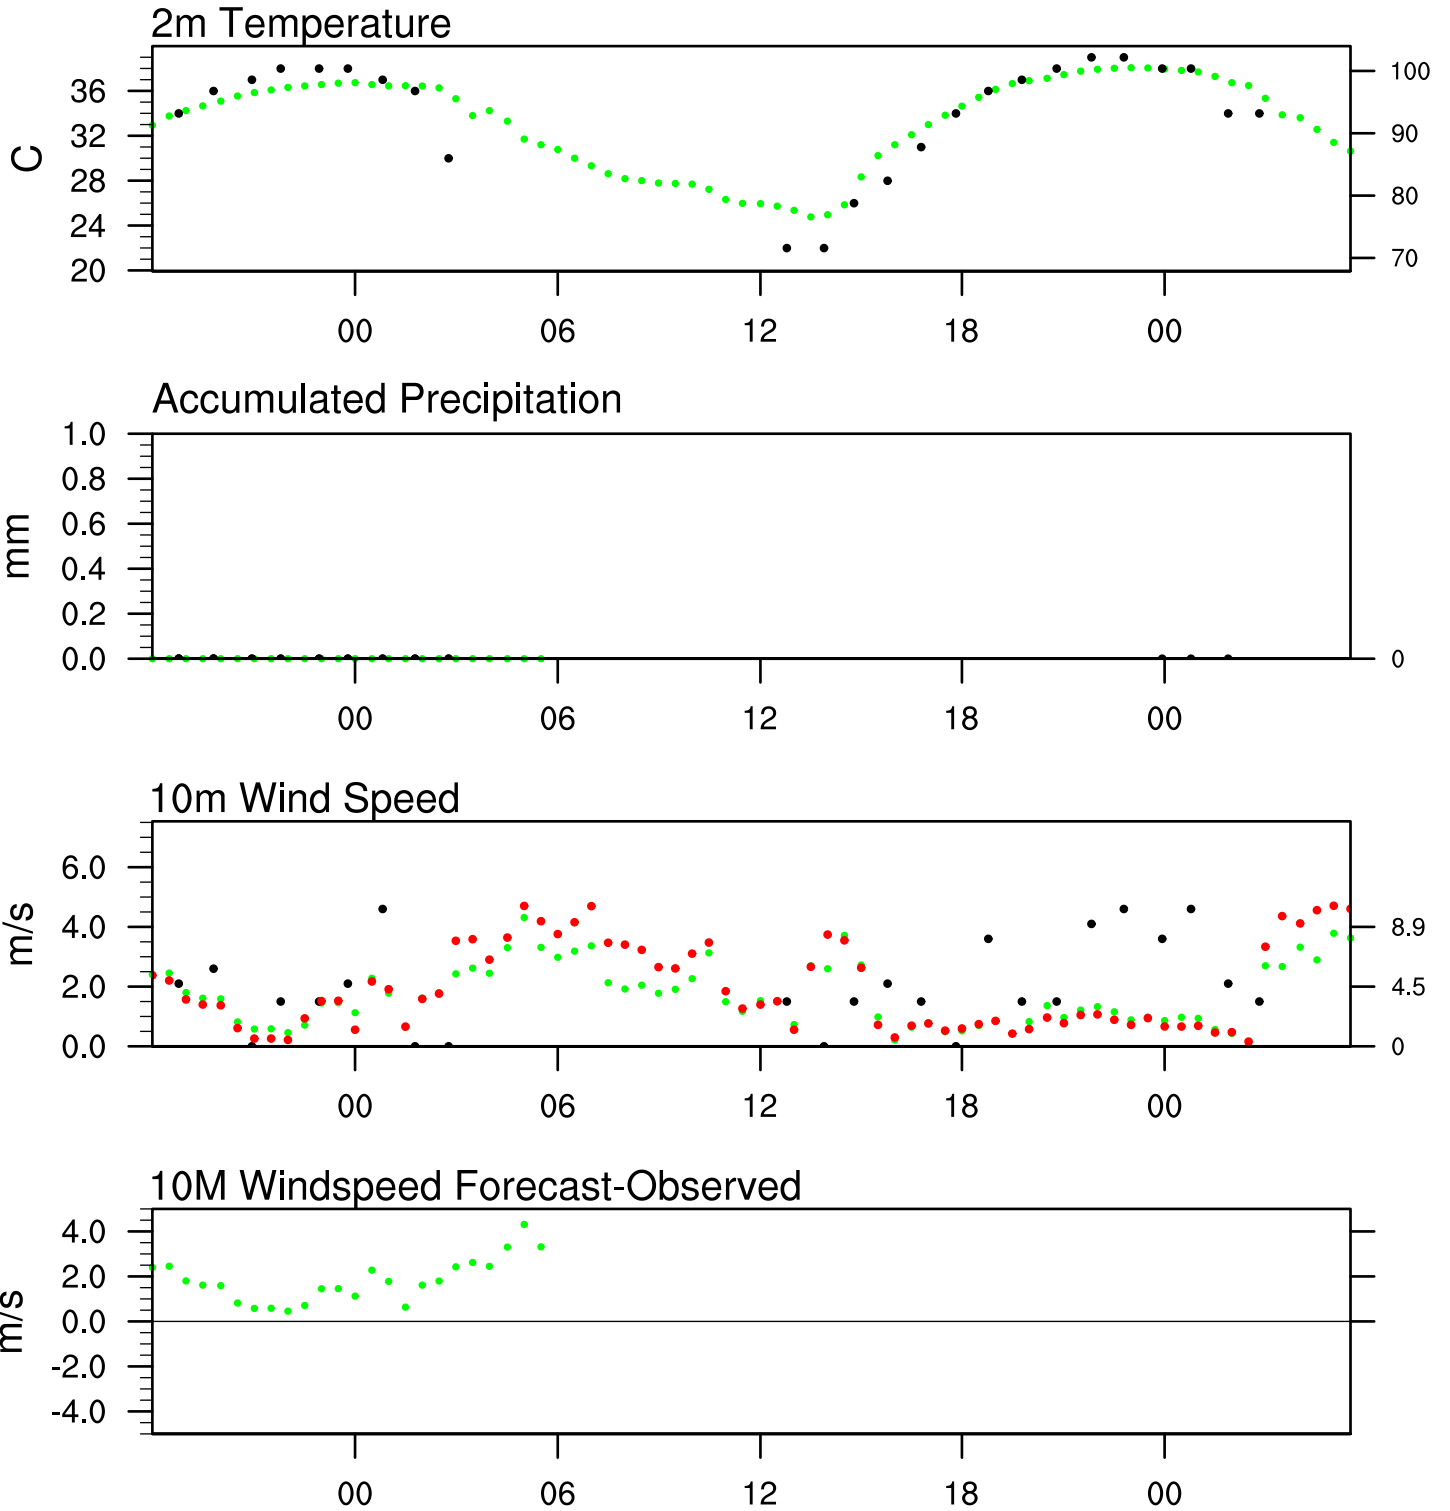 2m Temperature
C
36
32
28
24
20
100
90
80
70
00 06 12 18 00
Accumulated Precipitation
mm
1.0
0.8
0.6
0.4
0.2
0.0
0
00 06 12 18 00
10m Wind Speed
m/s
6.0
4.0
2.0
0.0
8.9
4.5
0
00 06 12 18 00
10M Windspeed Forecast-Observed
m/s
4.0
2.0
0.0
-2.0
-4.0
00 06 12 18 00